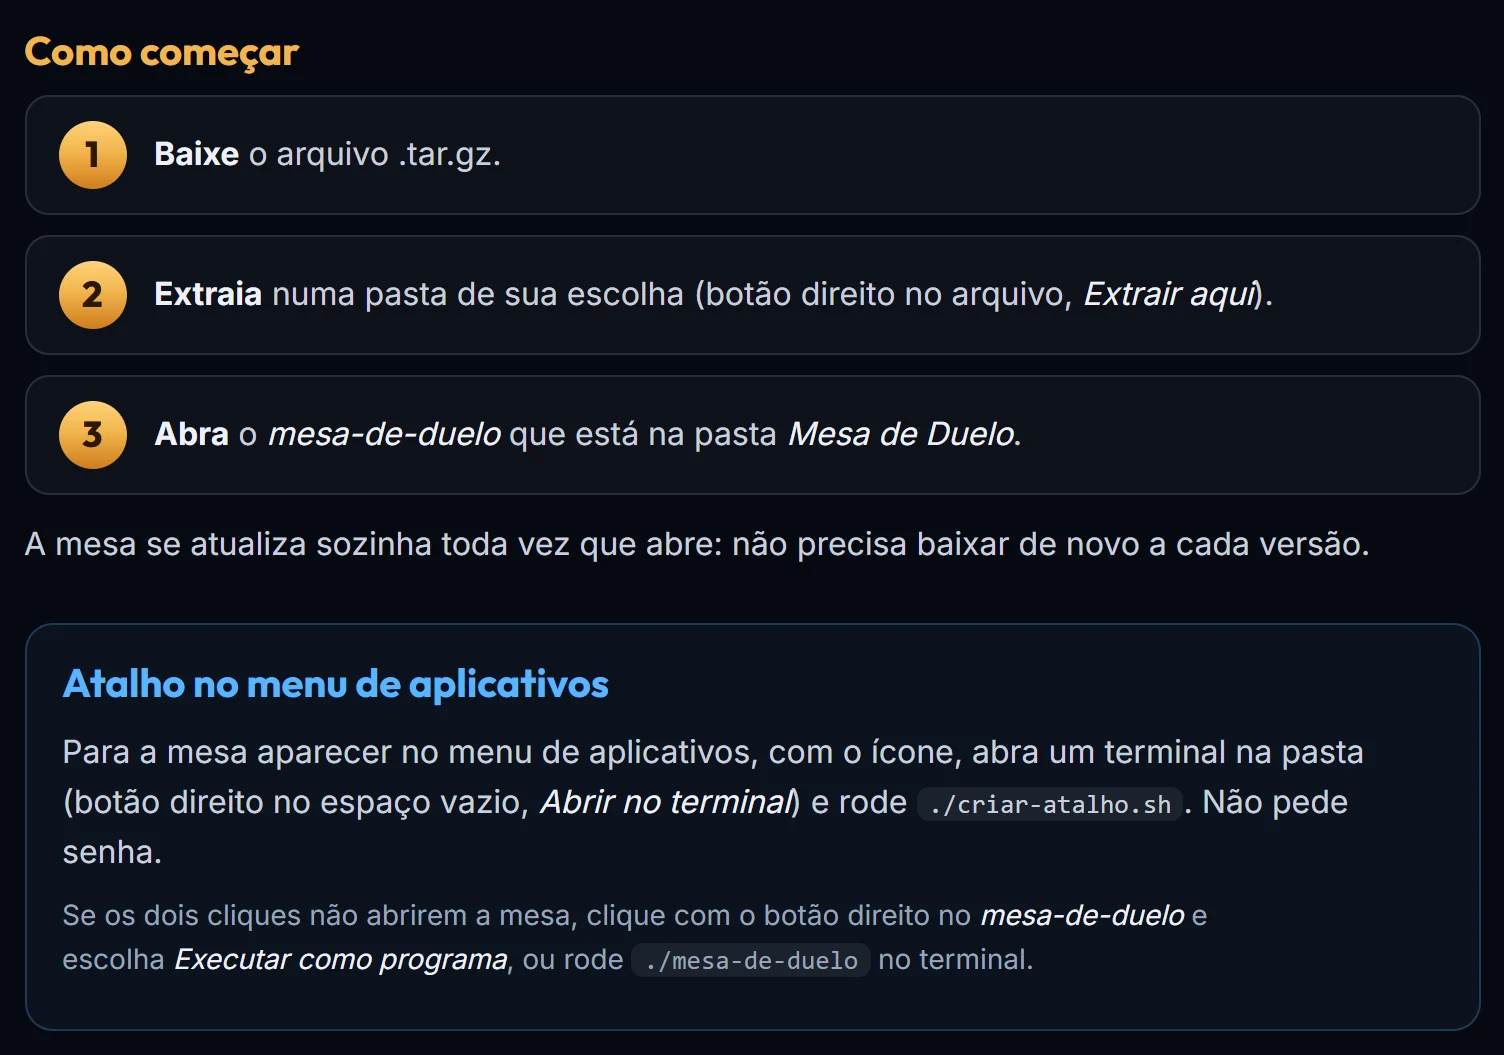 Como começar
1
Baixe o arquivo .tar.gz.
2
Extraia numa pasta de sua escolha (botão direito no arquivo, Extrair aqui).
3
Abra o mesa-de-duelo que está na pasta Mesa de Duelo.
A mesa se atualiza sozinha toda vez que abre: não precisa baixar de novo a cada versão.
Atalho no menu de aplicativos
Para a mesa aparecer no menu de aplicativos, com o ícone, abra um terminal na pasta
(botão direito no espaço vazio, Abrir no terminal) e rode ./criar-atalho.sh. Não pede
senha.
Se os dois cliques não abrirem a mesa, clique com o botão direito no mesa-de-duelo e
escolha Executar como programa, ou rode ./mesa-de-duelo no terminal.